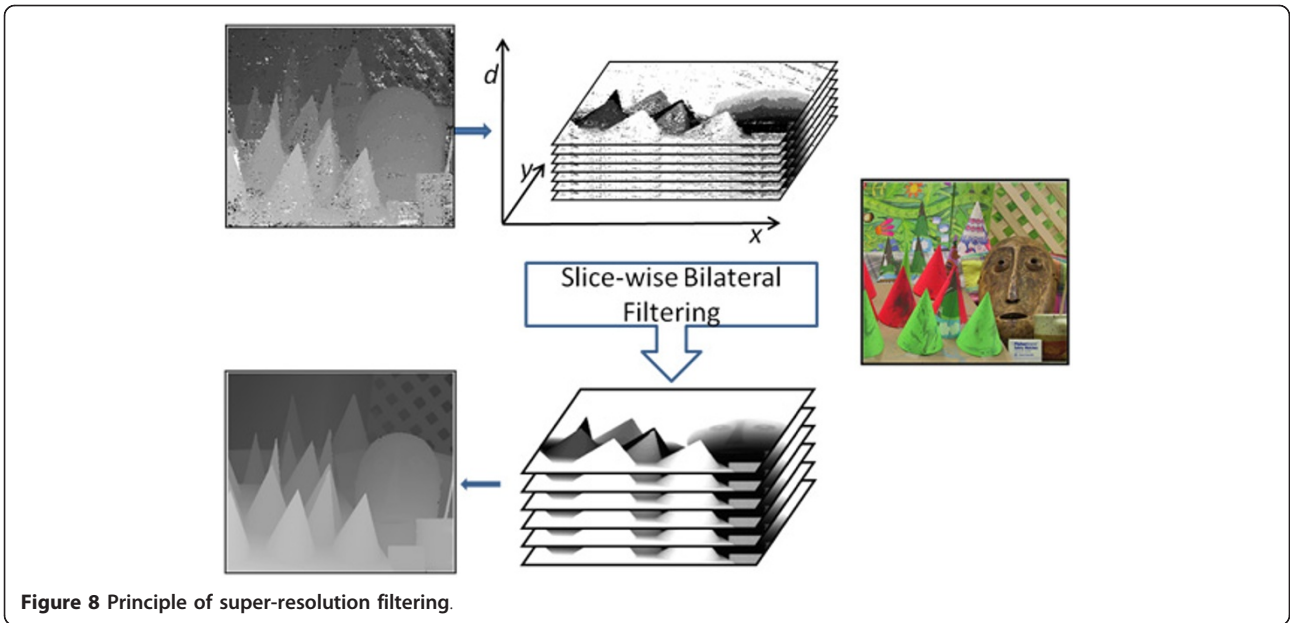 d
y
x
Slice-wise Bilateral
Filtering
Figure 8 Principle of super-resolution filtering.